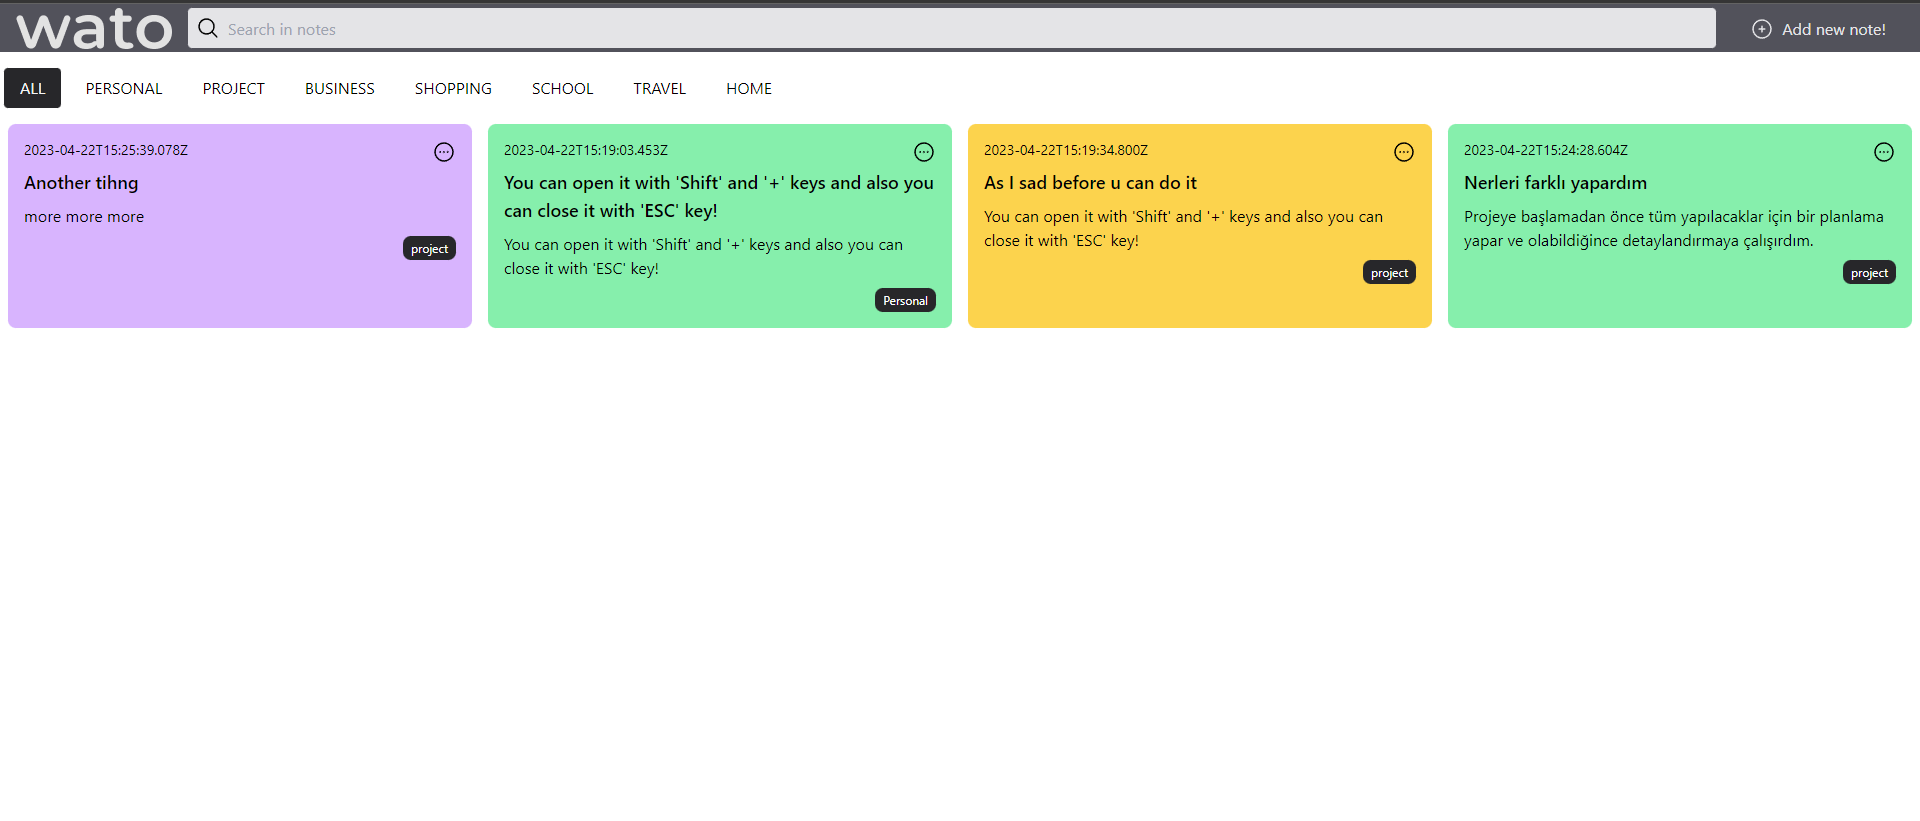 wato
Search in notes
Add new note!
ALL
PERSONAL
PROJECT
BUSINESS
SHOPPING
SCHOOL
TRAVEL
HOME
2023-04-22T15:25:39.078Z
Another tihng
more more more
project
2023-04-22T15:19:03.453Z
You can open it with 'Shift' and '+' keys and also you
can close it with 'ESC' key!
You can open it with 'Shift' and '+' keys and also you can
close it with 'ESC' key!
Personal
2023-04-22T15:19:34.800Z
As I sad before u can do it
You can open it with 'Shift' and '+' keys and also you can
close it with 'ESC' key!
project
2023-04-22T15:24:28.604Z
Nerleri farklı yapardım
Projeye başlamadan önce tüm yapılacaklar için bir planlama
yapar ve olabildiğince detaylandırmaya çalışırdım.
project